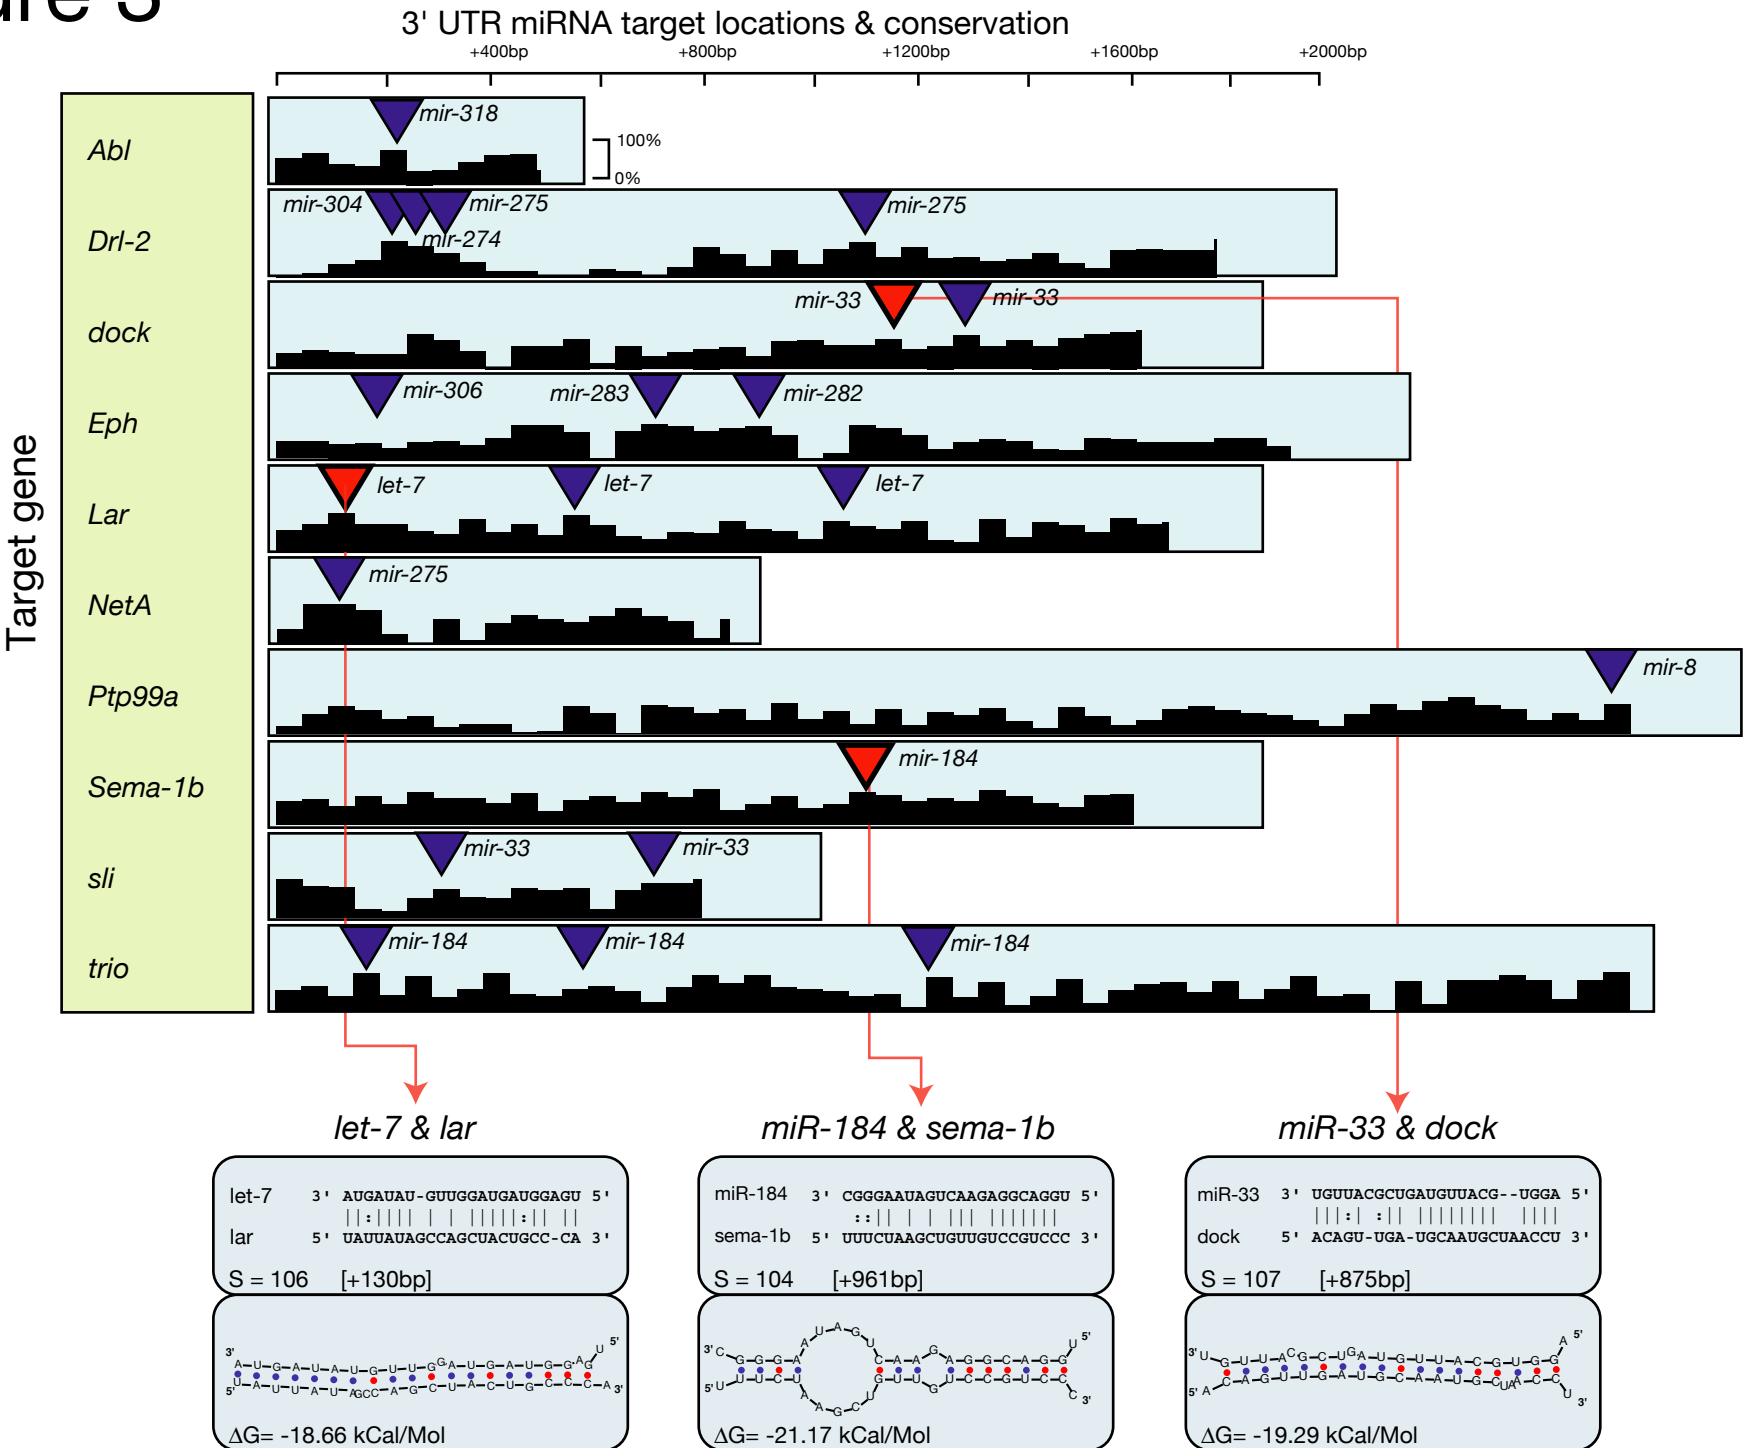 3' UTR miRNA target locations & conservation
+400bp +800bp +1200bp +1600bp +2000bp
Target gene
Abl mir-318 100% 0%
Drl-2 mir-304 mir-274 mir-275 mir-275
dock mir-33 mir-33
Eph mir-306 mir-283 mir-282
Lar let-7 let-7 let-7
NetA mir-275
Ptp99a mir-8
Sema-1b mir-184
sli mir-33 mir-33
trio mir-184 mir-184 mir-184
let-7 & lar
let-7 3' AUGAUAU-GUUGGAUGAUGGAGU 5'
lar 5' UAUUAUAGCCAGCUACUGCC-CA 3'
S = 106 [+130bp]
ΔG= -18.66 kCal/Mol
miR-184 & sema-1b
miR-184 3' CGGGAAUAGUCAAGAGGCAGGU 5'
sema-1b 5' UUUCUAAGCUGUUGUCCGUCCC 3'
S = 104 [+961bp]
ΔG= -21.17 kCal/Mol
miR-33 & dock
miR-33 3' UGUUACGCUGAUGUUACG--UGGA 5'
dock 5' ACAGU-UGA-UGCAAUGCUAACCU 3'
S = 107 [+875bp]
ΔG= -19.29 kCal/Mol